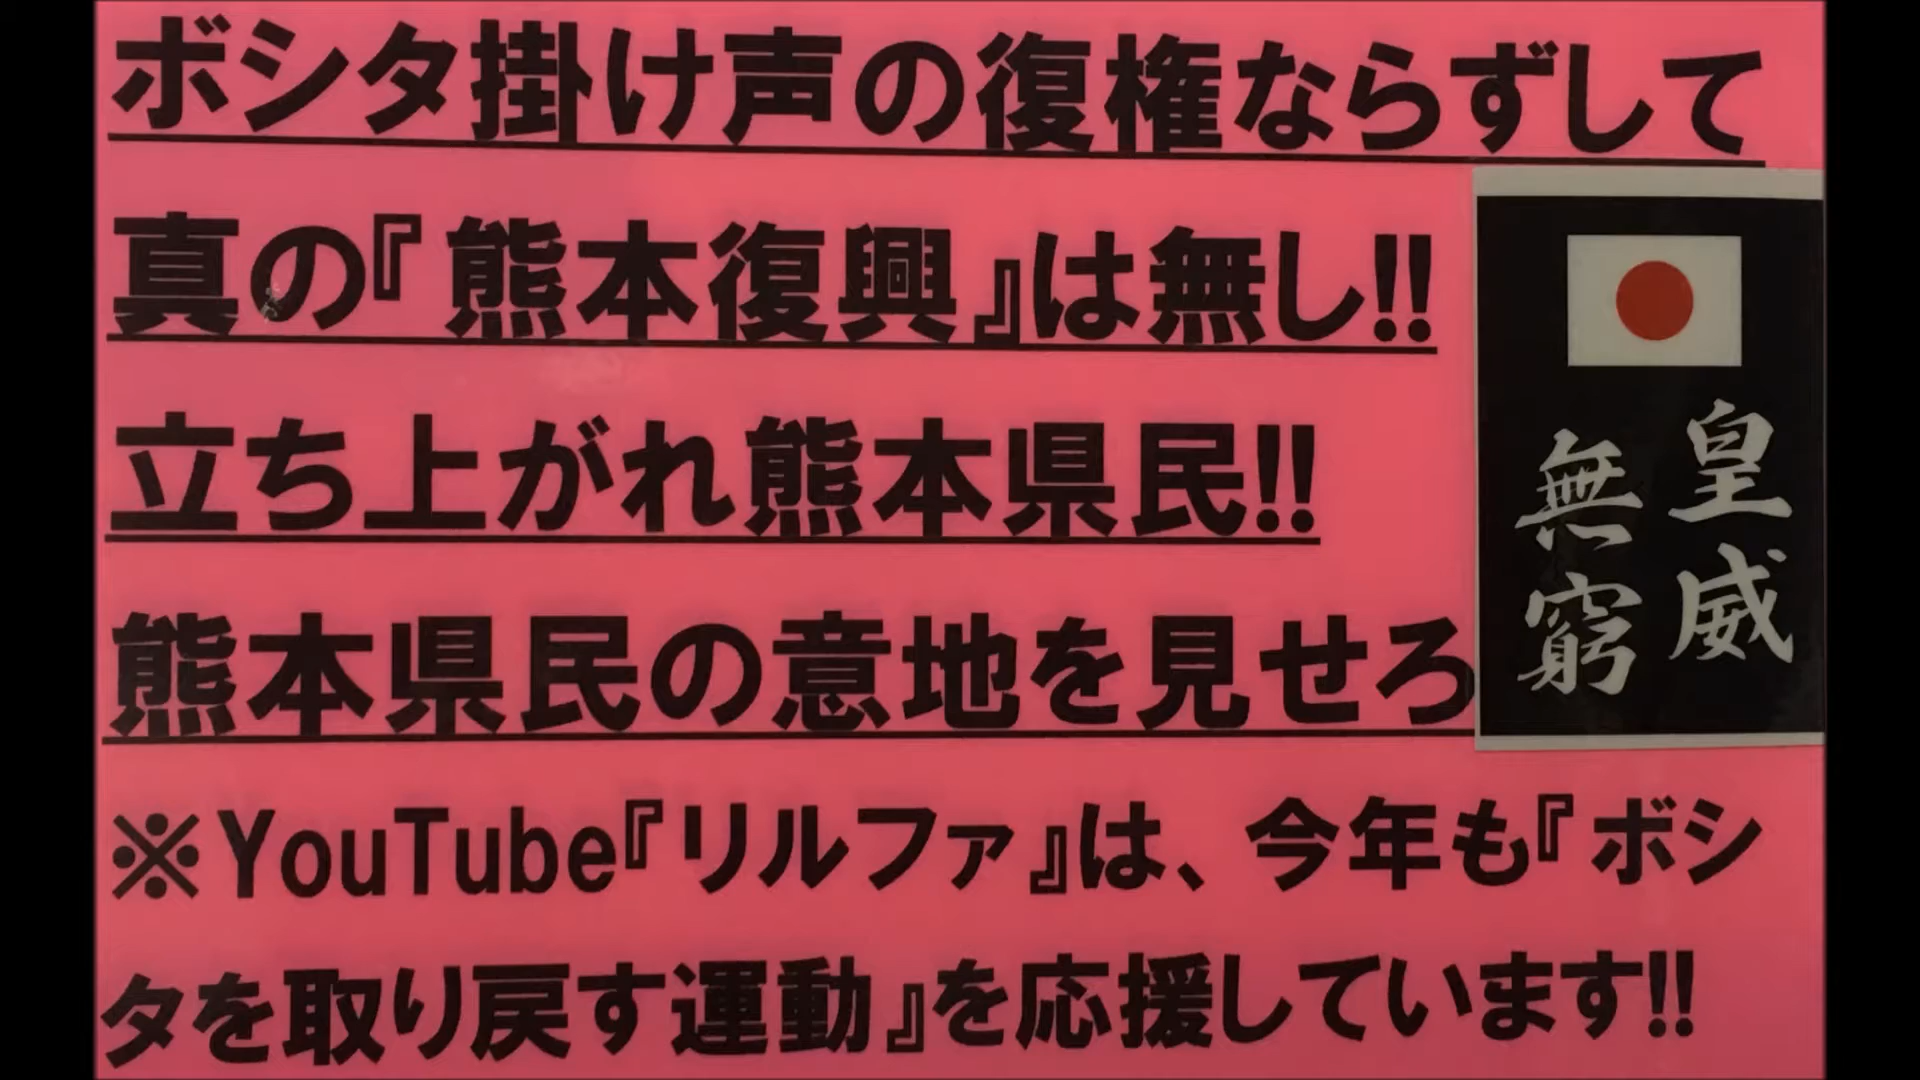 ボシタ掛け声の復権ならずして
真の『熊本復興』は無し!!
立ち上がれ熊本県民!!
熊本県民の意地を見せろ
※YouTube『リルファ』は、今年も『ボシ
タを取り戻す運動』を応援しています!!
皇威
無窮